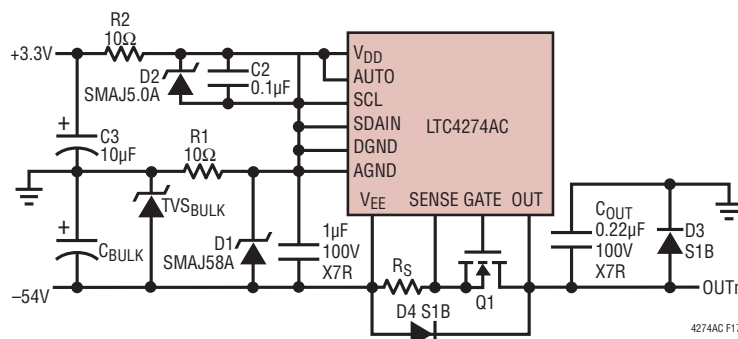 R2
10Ω
+3.3V
D2
SMAJ5.0A
C2
0.1µF
VDD
AUTO
SCL
SDAIN
DGND
AGND
LTC4274AC
VEE
SENSE
GATE
OUT
+
C3
10µF
R1
10Ω
+
CBULK
TVSBULK
D1
SMAJ58A
1µF
100V
X7R
–54V
RS
Q1
D4 S1B
COUT
0.22µF
100V
X7R
D3
S1B
OUTn
4274AC F17